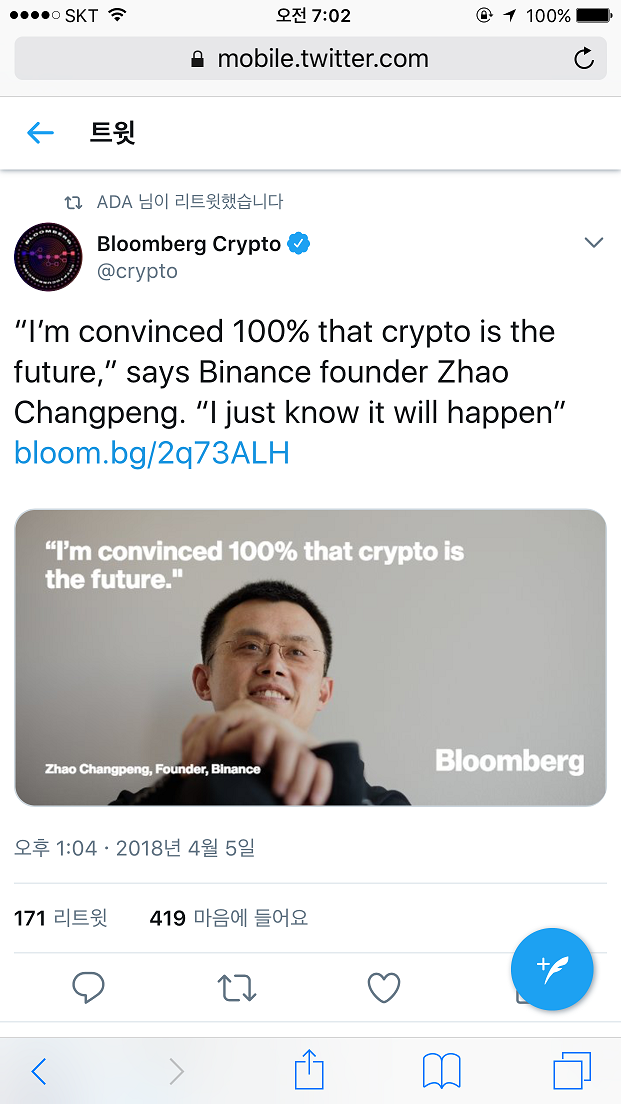 SKT 오전 7:02 100%
mobile.twitter.com
트윗
ADA 님이 리트윗했습니다
Bloomberg Crypto
@crypto
“I’m convinced 100% that crypto is the
future,” says Binance founder Zhao
Changpeng. “I just know it will happen”
bloom.bg/2q73ALH
“I’m convinced 100% that crypto is
the future."
Zhao Changpeng, Founder, Binance
Bloomberg
오후 1:04 · 2018년 4월 5일
171 리트윗 419 마음에 들어요